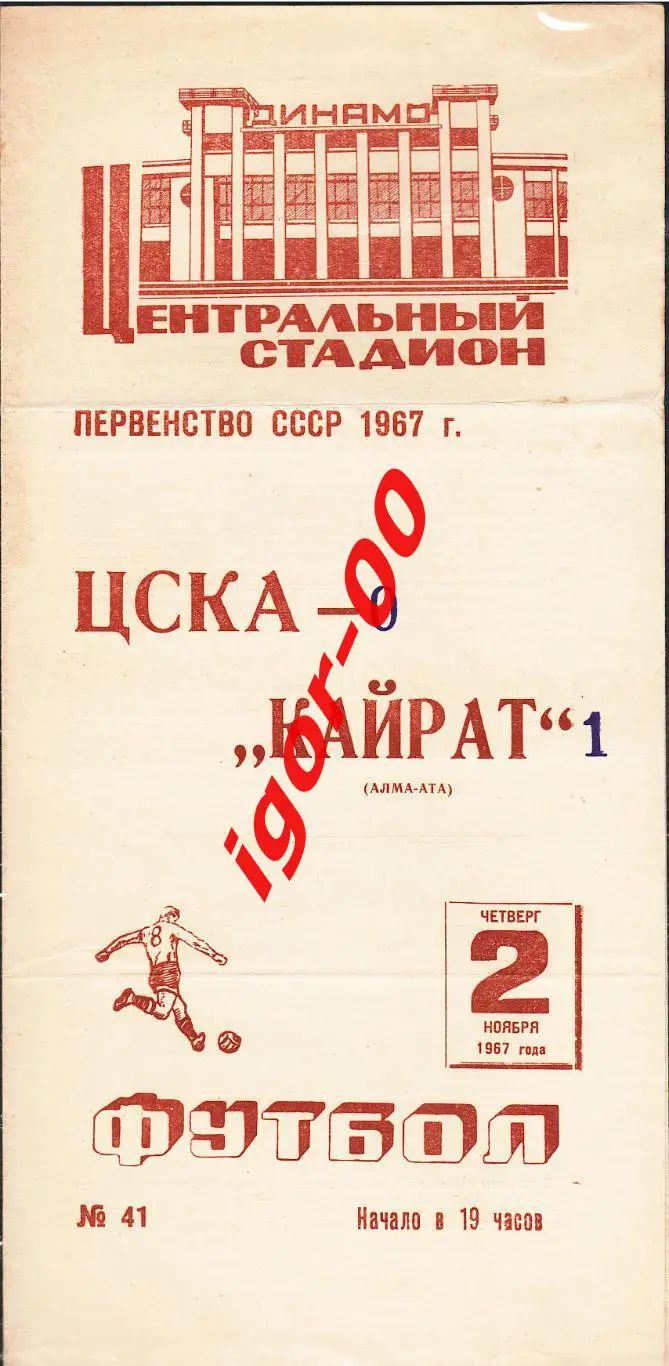 ДИНАМО
ЦЕНТРАЛЬНЫЙ
СТАДИОН
ПЕРВЕНСТВО СССР 1967 г.
ЦСКА — 0
„КАЙРАТ“ 1
(АЛМА-АТА)
igor-00
8
ЧЕТВЕРГ
2
НОЯБРЯ
1967 года
ФУТБОЛ
№ 41 Начало в 19 часов